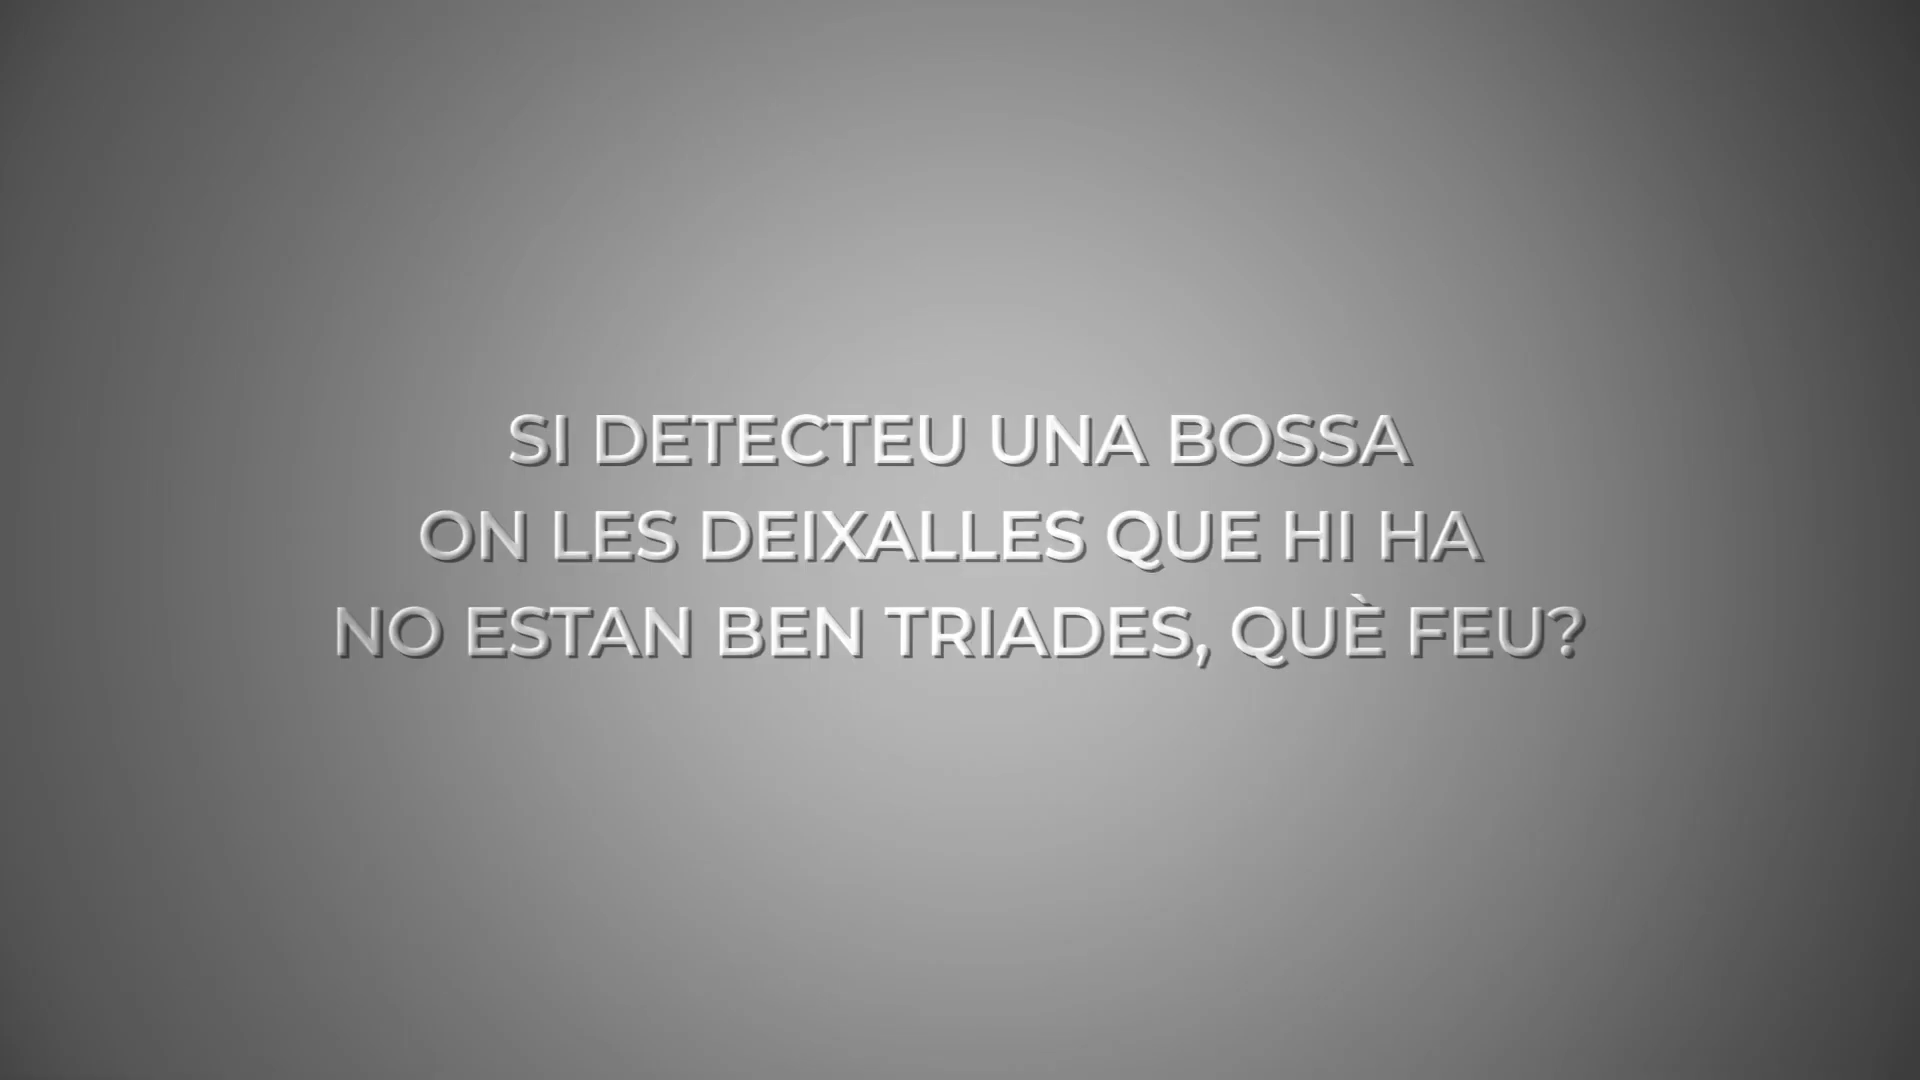 SI DETECTEU UNA BOSSA
ON LES DEIXALLES QUE HI HA
NO ESTAN BEN TRIADES, QUÈ FEU?